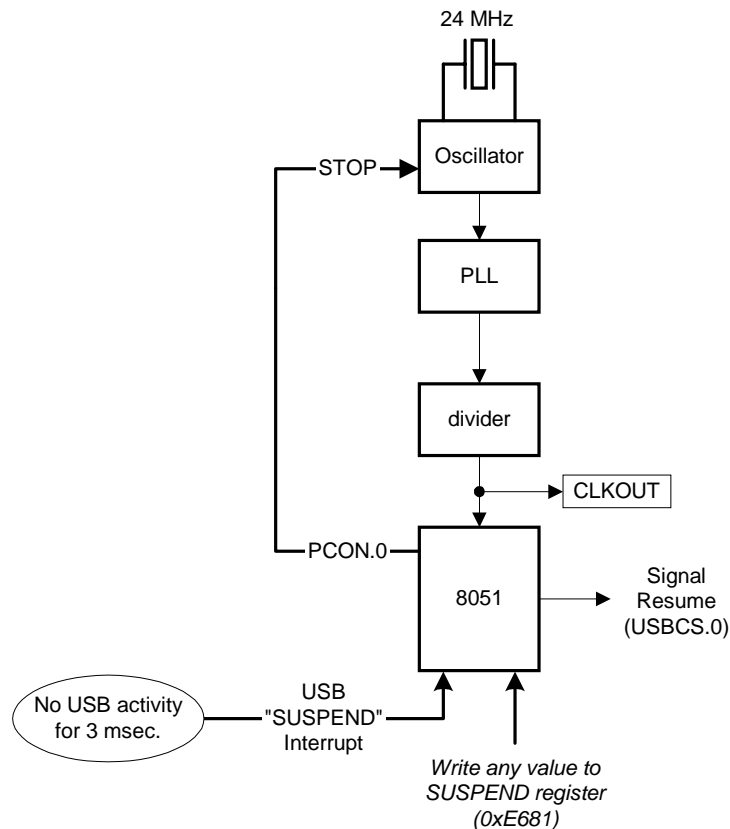 24 MHz
Oscillator
STOP
PLL
divider
CLKOUT
PCON.0
8051
Signal
Resume
(USBCS.0)
No USB activity
for 3 msec.
USB
"SUSPEND"
Interrupt
Write any value to
SUSPEND register
(0xE681)